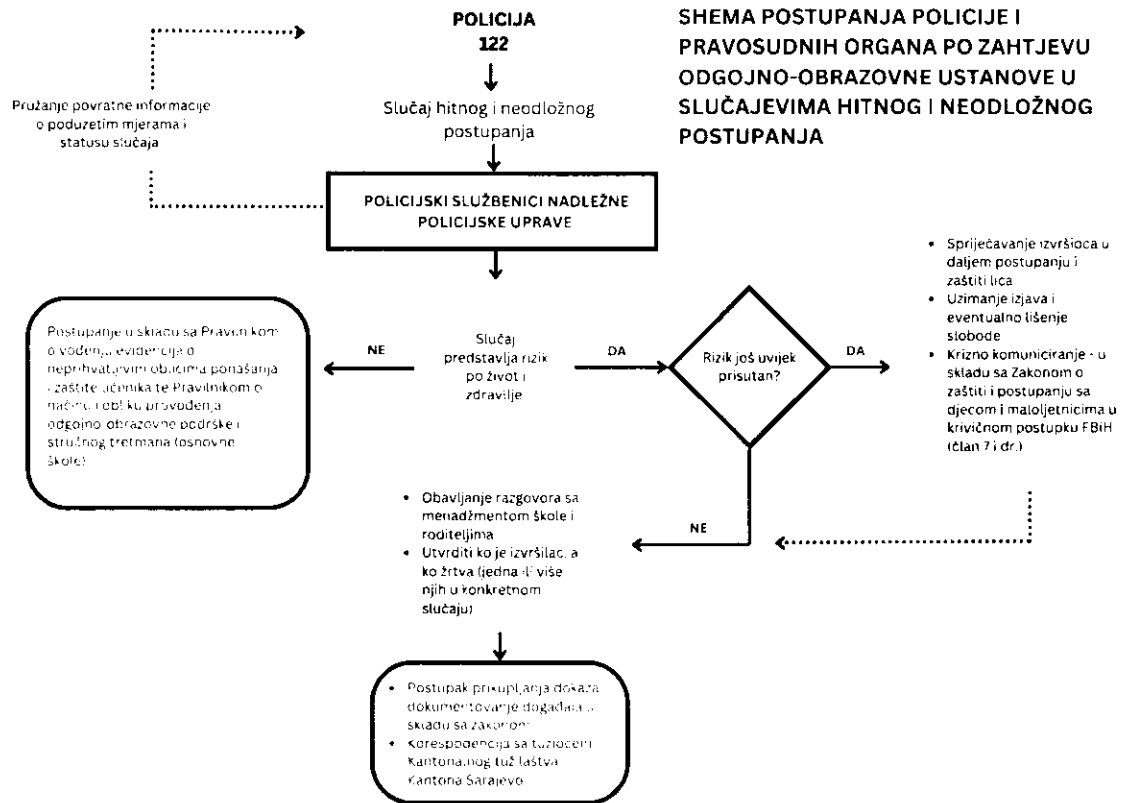 POLICIJA
122
SHEMA POSTUPANJA POLICIJE I
PRAVOSUDNIH ORGANA PO ZAHTJEVU
ODGOJNO-OBRAZOVNE USTANOVE U
SLUČAJEVIMA HITNOG I NEODLOŽNOG
POSTUPANJA
Pružanje povratne informacije
o poduzetim mjerama i
statusu slučaja
Slučaj hitnog i neodložnog
postupanja
POLICIJSKI SLUŽBENICI NADLEŽNE
POLICIJSKE UPRAVE
Postupanje u skladu sa Pravilnikom
o vođenju evidencija o
neprihvatljivim oblicima ponašanja
i zaštite učenika te Pravilnikom o
načinu i obliku provođenja
odgojno-obrazovne podrške i
stručnog tretmana (osnovne
škole)
NE
Slučaj
predstavlja rizik
po život i
zdravlje
DA
Rizik još uvijek
prisutan?
DA
• Spriječavanje izvršioca u
daljem postupanju i
zaštiti lica
• Uzimanje izjava i
eventualno lišenje
slobode
• Krizno komuniciranje - u
skladu sa Zakonom o
zaštiti i postupanju sa
djecom i maloljetnicima u
krivičnom postupku FBiH
(član 7 i dr.)
NE
• Obavljanje razgovora sa
menadžmentom škole i
roditeljima
• Utvrditi ko je izvršilac, a
ko žrtva (jedna ili više
njih u konkretnom
slučaju)
• Postupak prikupljanja dokaza
dokumentovanje događaja u
skladu sa zakonom
• Korespodencija sa tužiocem
Kantonalnog tužilaštva
Kantona Sarajevo